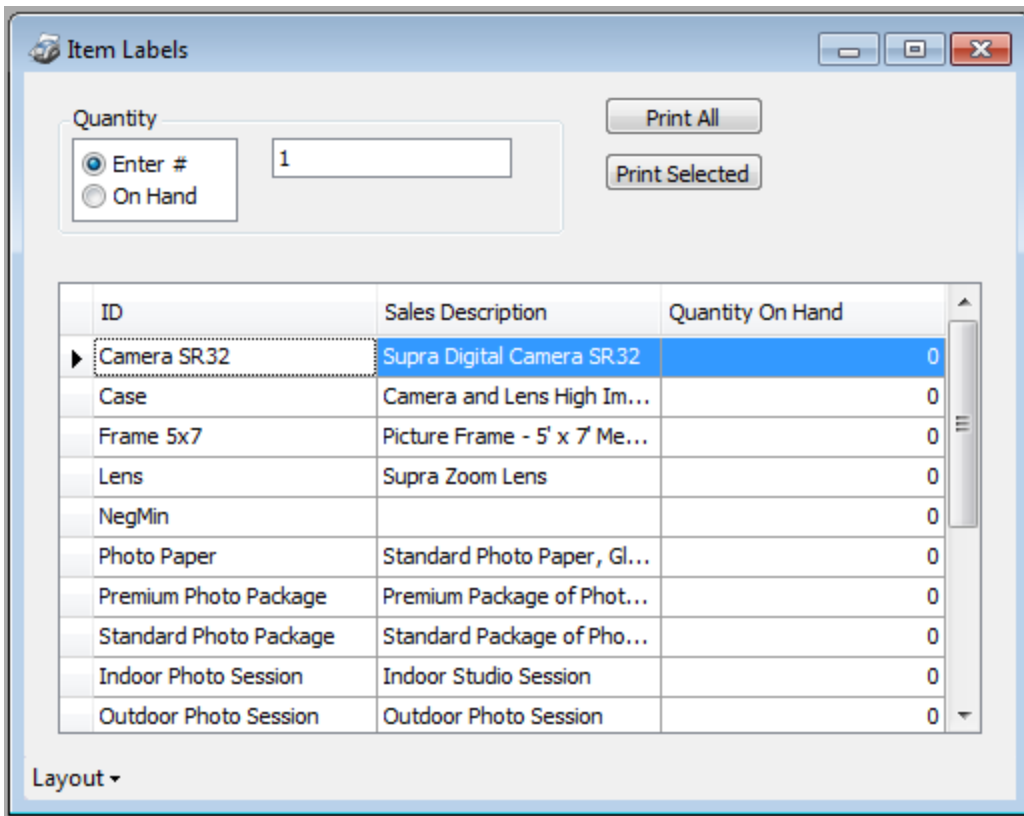 Item Labels
Quantity
Enter #
1
On Hand
Print All
Print Selected
ID Sales Description Quantity On Hand
Camera SR32 Supra Digital Camera SR32 0
Case Camera and Lens High Im... 0
Frame 5x7 Picture Frame - 5' x 7' Me... 0
Lens Supra Zoom Lens 0
NegMin 0
Photo Paper Standard Photo Paper, Gl... 0
Premium Photo Package Premium Package of Phot... 0
Standard Photo Package Standard Package of Pho... 0
Indoor Photo Session Indoor Studio Session 0
Outdoor Photo Session Outdoor Photo Session 0
Layout